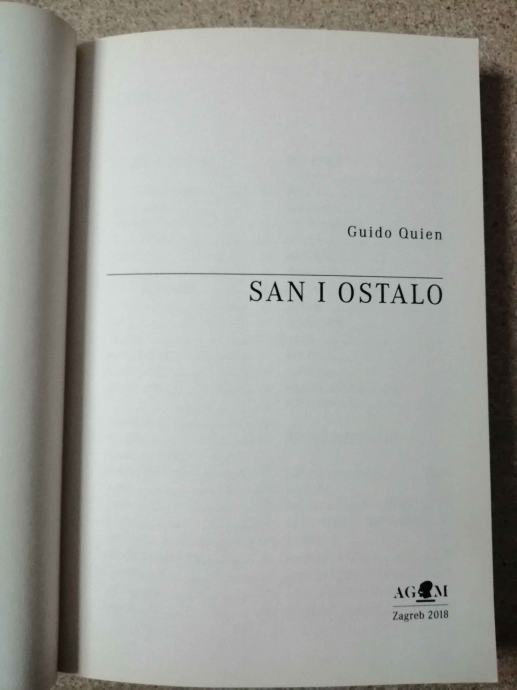 Guido Quien
SAN I OSTALO
AGM
Zagreb 2018